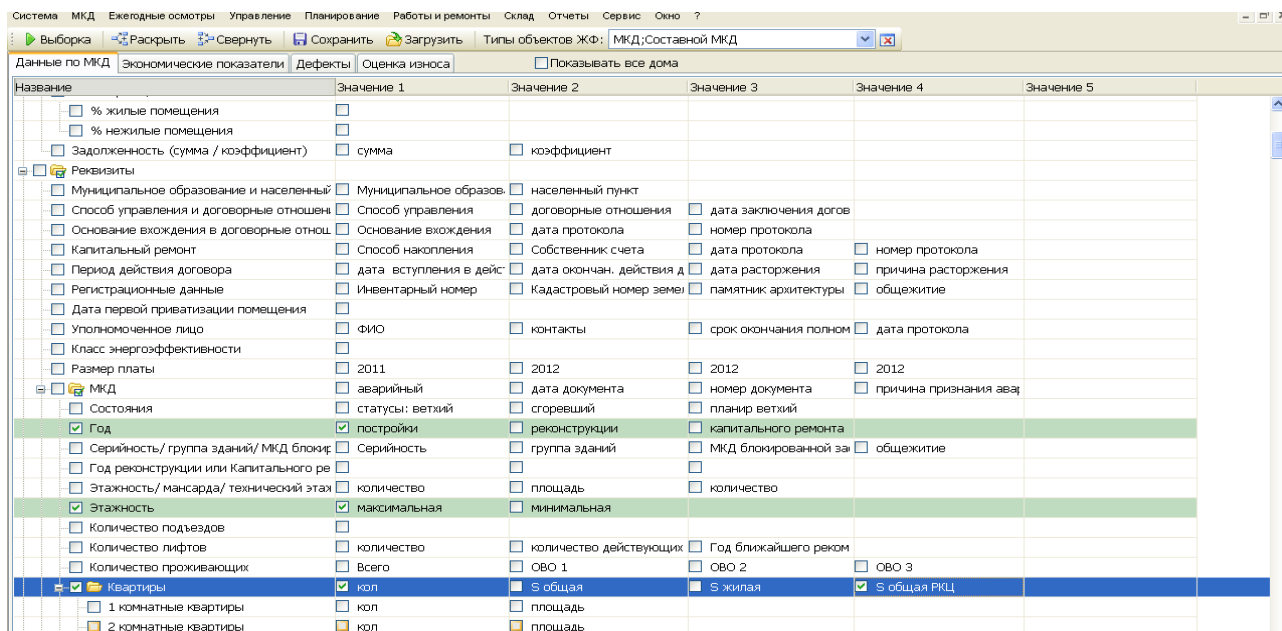 Система МКД Ежегодные осмотры Управление Планирование Работы и ремонты Склад Отчеты Сервис Окно ?
Выборка Раскрыть Свернуть Сохранить Загрузить Типы объектов ЖФ: МКД;Составной МКД
Данные по МКД Экономические показатели Дефекты Оценка износа Показывать все дома
Название Значение 1 Значение 2 Значение 3 Значение 4 Значение 5
% жилые помещения
% нежилые помещения
Задолженность (сумма / коэффициент) сумма коэффициент
Реквизиты
Муниципальное образование и населенный Муниципальное образов. населенный пункт
Способ управления и договорные отношен Способ управления договорные отношения дата заключения догов
Основание вхождения в договорные отнош Основание вхождения дата протокола номер протокола
Капитальный ремонт Способ накопления Собственник счета дата протокола номер протокола
Период действия договора дата вступления в дейс дата окончан. действия д дата расторжения причина расторжения
Регистрационные данные Инвентарный номер Кадастровый номер земел памятник архитектуры общежитие
Дата первой приватизации помещения
Уполномоченное лицо ФИО контакты срок окончания полном дата протокола
Класс энергоэффективности
Размер платы 2011 2012 2012 2012
МКД аварийный дата документа номер документа причина признания авар
Состояния статусы: ветхий сгоревший планир ветхий
Год постройки реконструкции капитального ремонта
Серийность/ группа зданий/ МКД блокир Серийность группа зданий МКД блокированной за общежитие
Год реконструкции или Капитального ре
Этажность/ мансарда/ технический этаж количество площадь количество
Этажность максимальная минимальная
Количество подъездов
Количество лифтов количество количество действующих Год ближайшего реком
Количество проживающих Всего ОВО 1 ОВО 2 ОВО 3
Квартиры кол S общая S жилая S общая РКЦ
1 комнатные квартиры кол площадь
2 комнатные квартиры кол площадь